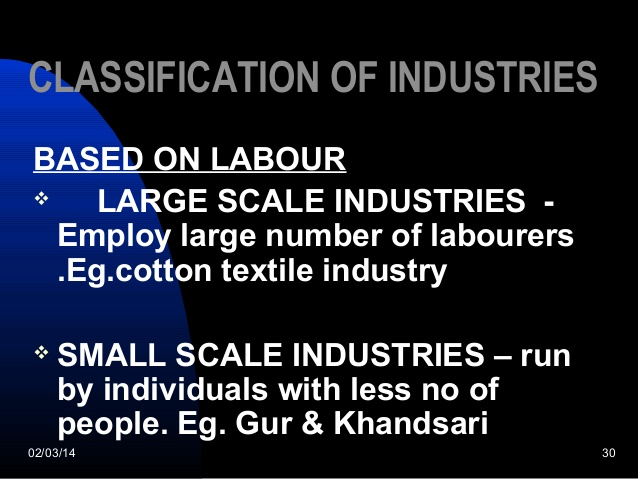 CLASSIFICATION OF INDUSTRIES
BASED ON LABOUR
❖ LARGE SCALE INDUSTRIES -
Employ large number of labourers
.Eg.cotton textile industry
❖ SMALL SCALE INDUSTRIES – run
by individuals with less no of
people. Eg. Gur & Khandsari
02/03/14 30